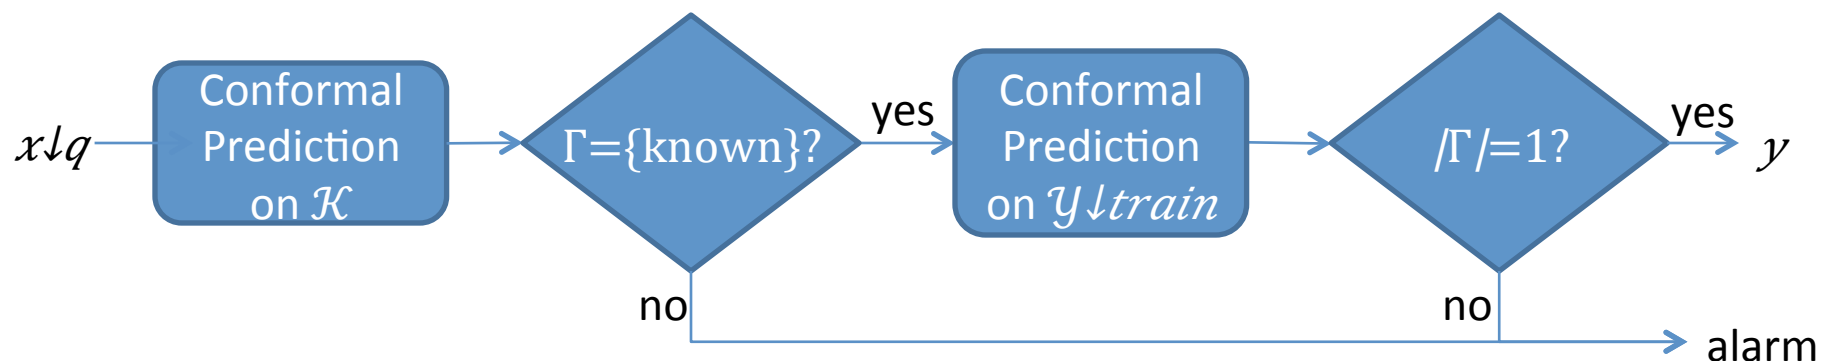 x↓q
Conformal
Prediction
on 𝒦
Γ={known}?
yes
no
Conformal
Prediction
on 𝒴↓train
/Γ/=1?
yes
no
y
alarm